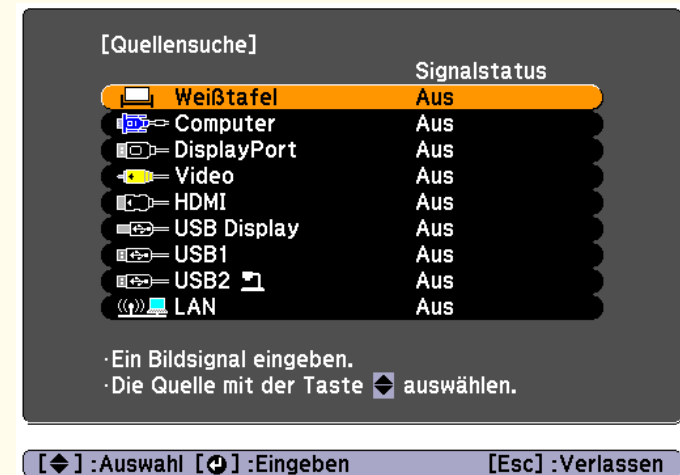 [Quellensuche]
Signalstatus
Weißtafel Aus
Computer Aus
DisplayPort Aus
Video Aus
HDMI Aus
USB Display Aus
USB1 Aus
USB2 Aus
LAN Aus
·Ein Bildsignal eingeben.
·Die Quelle mit der Taste auswählen.
[◆] :Auswahl [⏎] :Eingeben [Esc] :Verlassen